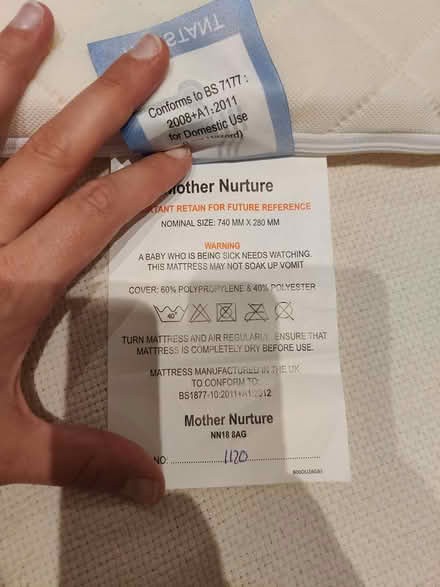 STANT
Conforms to BS 7177:
2008+A1:2011
for Domestic Use
Mother Nurture
TANT RETAIN FOR FUTURE REFERENCE
NOMINAL SIZE: 740 MM X 280 MM
WARNING
A BABY WHO IS BEING SICK NEEDS WATCHING.
THIS MATTRESS MAY NOT SOAK UP VOMIT
COVER: 60% POLYPROPYLENE & 40% POLYESTER
40°
TURN MATTRESS AND AIR REGULARLY. ENSURE THAT
MATTRESS IS COMPLETELY DRY BEFORE USE.
MATTRESS MANUFACTURED IN THE UK
TO CONFORM TO:
BS1877-10:2011+A1:2012
Mother Nurture
NN18 8AG
NO: 1120